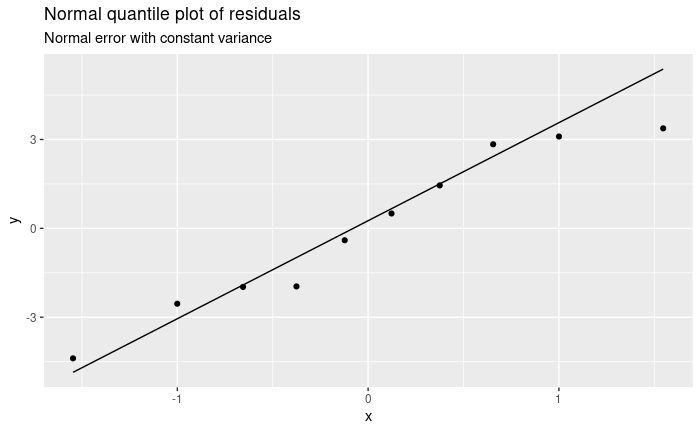 Normal quantile plot of residuals
Normal error with constant variance
3
0
-3
y
-1
0
1
x